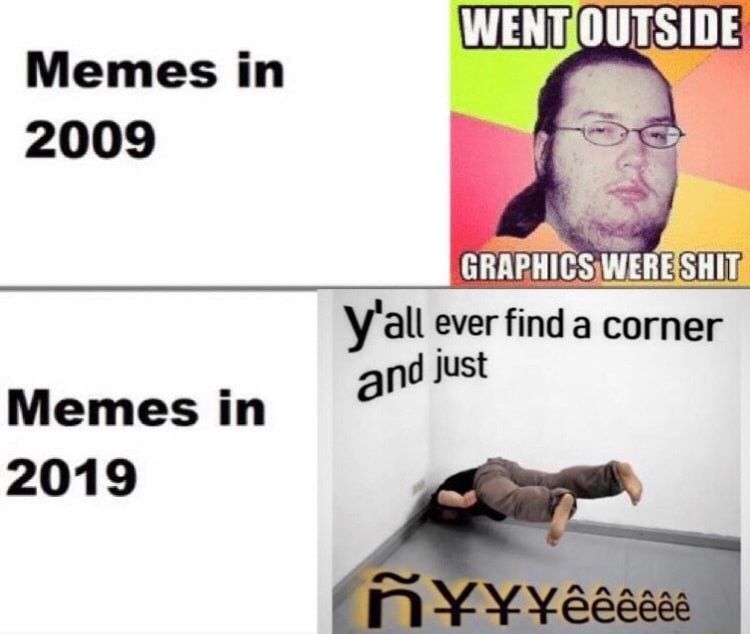 Memes in
2009
WENT OUTSIDE
GRAPHICS WERE SHIT
Memes in
2019
y'all ever find a corner
and just
ñ¥¥¥êêêêêê